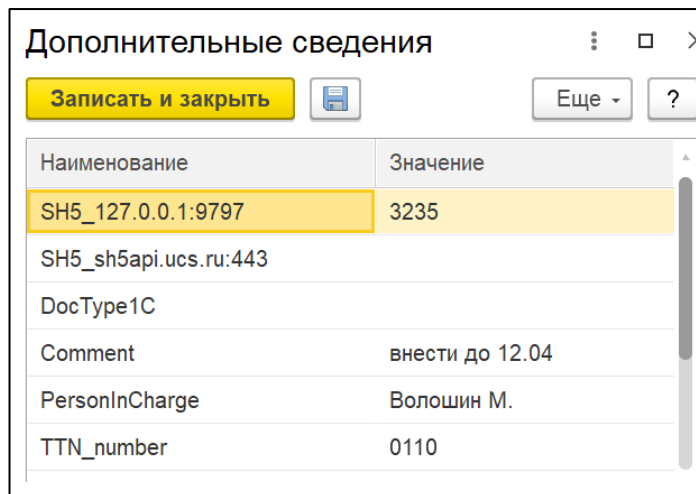 Дополнительные сведения
Записать и закрыть Еще ?
Наименование Значение
SH5_127.0.0.1:9797 3235
SH5_sh5api.ucs.ru:443
DocType1C
Comment внести до 12.04
PersonInCharge Волошин М.
TTN_number 0110